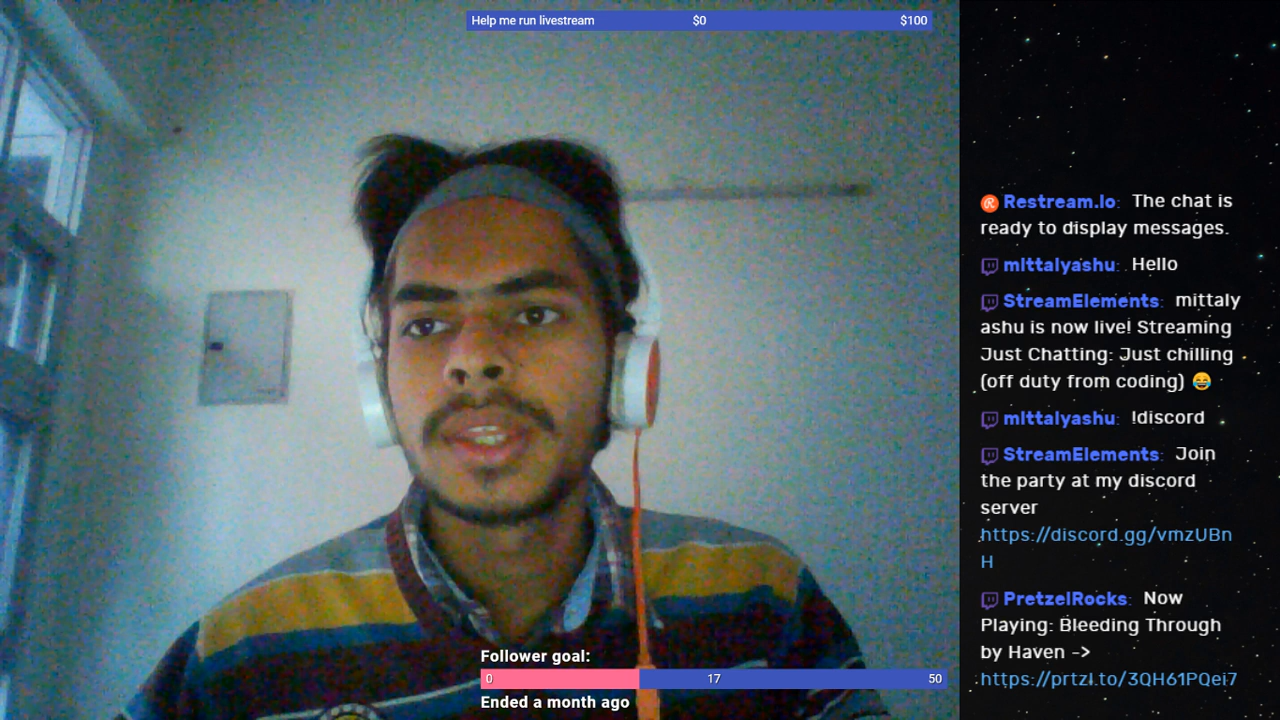 Help me run livestream $0 $100
Restream.io: The chat is
ready to display messages.
mittalyashu: Hello
StreamElements: mittaly
ashu is now live! Streaming
Just Chatting: Just chilling
(off duty from coding) 😂
mittalyashu: !discord
StreamElements: Join
the party at my discord
server
https://discord.gg/vmzUBn
H
PretzelRocks: Now
Playing: Bleeding Through
by Haven ->
https://prtzl.to/3QH61PQei7
Follower goal:
0 17 50
Ended a month ago